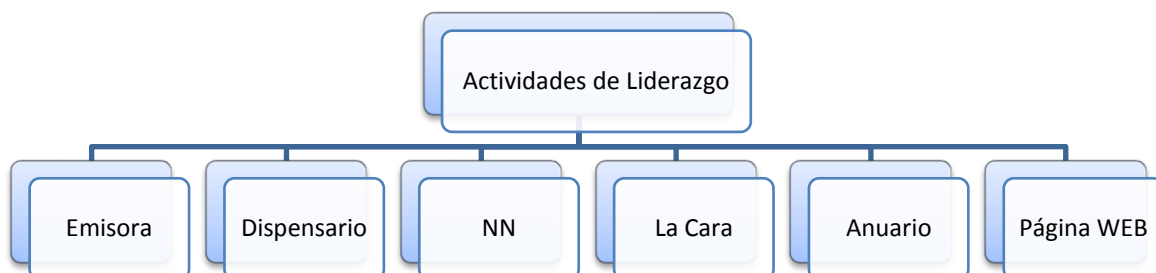 Actividades de Liderazgo
Emisora
Dispensario
NN
La Cara
Anuario
Página WEB